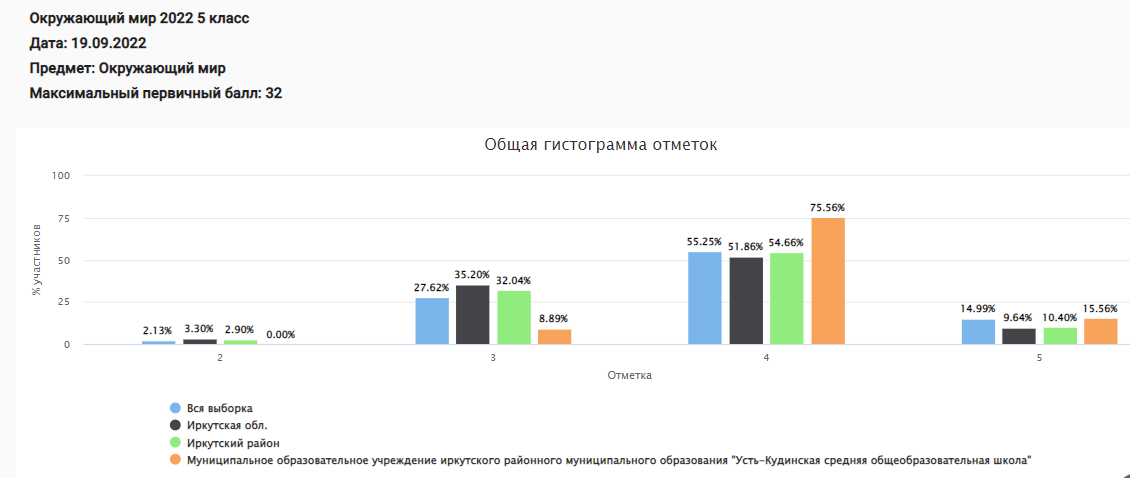 Окружающий мир 2022 5 класс
Дата: 19.09.2022
Предмет: Окружающий мир
Максимальный первичный балл: 32
Общая гистограмма отметок
% участников
100
75
50
25
0
2.13% 3.30% 2.90% 0.00%
27.62% 35.20% 32.04% 8.89%
55.25% 51.86% 54.66% 75.56%
14.99% 9.64% 10.40% 15.56%
2 3 4 5
Отметка
Вся выборка
Иркутская обл.
Иркутский район
Муниципальное образовательное учреждение иркутского районного муниципального образования "Усть-Кудинская средняя общеобразовательная школа"